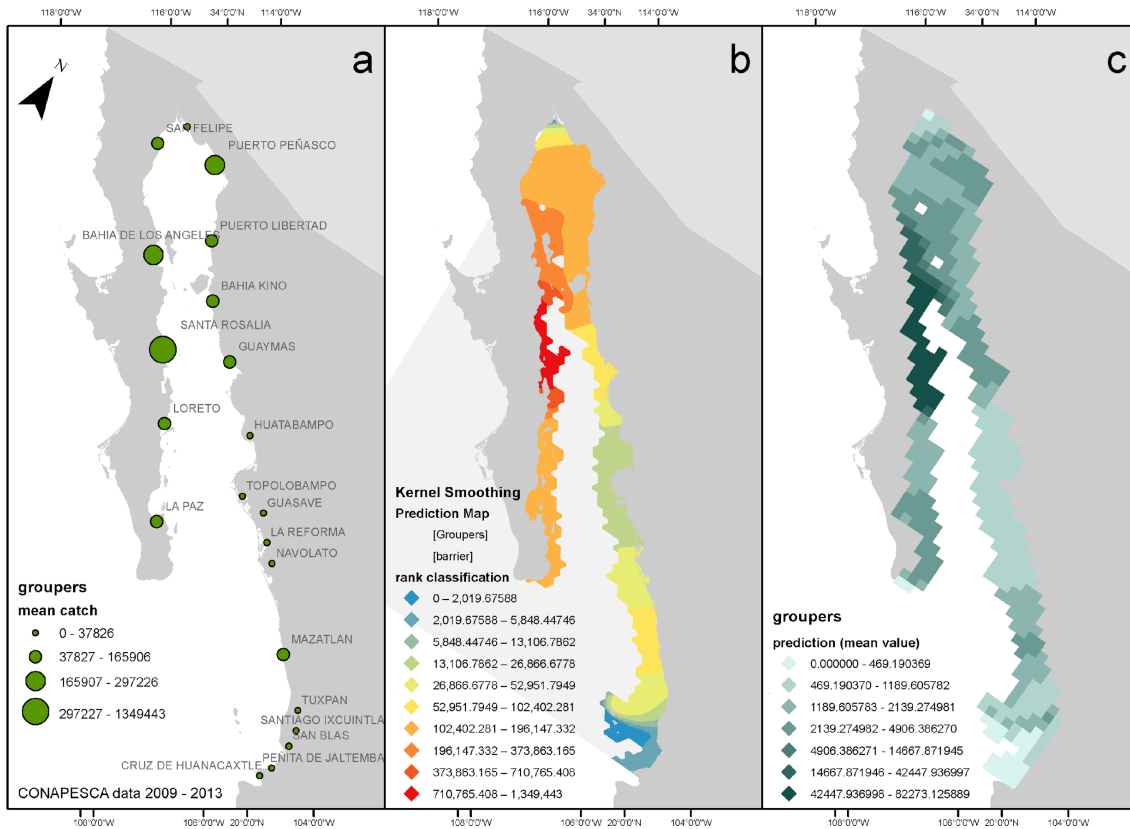 118°0'0"W 116°0'0"W 114°0'0"W 116°0'0"W 34°0'0"N 114°0'0"W 116°0'0"W 34°0'0"N 114°0'0"W
N
a
b
c
SAN FELIPE
PUERTO PEÑASCO
PUERTO LIBERTAD
BAHIA DE LOS ANGELES
BAHIA KINO
SANTA ROSALIA
GUAYMAS
LORETO
HUATABAMPO
TOPOLOBAMPO
GUASAVE
LA PAZ
LA REFORMA
NAVOLATO
MAZATLAN
TUXPAN
SANTIAGO IXCUINTLA
SAN BLAS
PEÑITA DE JALTEMBA
CRUZ DE HUANACAXTLE
groupers
mean catch
0 - 37826
37827 - 165906
165907 - 297226
297227 - 1349443
CONAPESCA data 2009 - 2013
Kernel Smoothing
Prediction Map
[Groupers]
[barrier]
rank classification
0 – 2,019.67588
2,019.67588 – 5,848.44746
5,848.44746 – 13,106.7862
13,106.7862 – 26,866.6778
26,866.6778 – 52,951.7949
52,951.7949 – 102,402.281
102,402.281 – 196,147.332
196,147.332 – 373,863.165
373,863.165 – 710,765.408
710,765.408 – 1,349,443
groupers
prediction (mean value)
0.000000 - 469.190369
469.190370 - 1189.605782
1189.605783 - 2139.274981
2139.274982 - 4906.386270
4906.386271 - 14667.871945
14667.871946 - 42447.936997
42447.936998 - 82273.125889
108°0'0"W 106°0'0"W 20°0'0"N 104°0'0"W 108°0'0"W 106°0'0"W 20°0'0"N 104°0'0"W 108°0'0"W 106°0'0"W 20°0'0"N 104°0'0"W